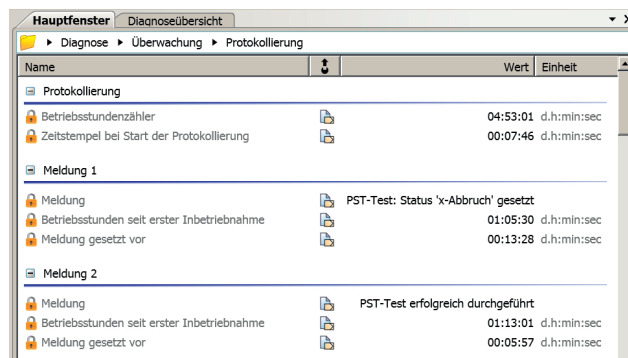 Hauptfenster Diagnoseübersicht
Diagnose Überwachung Protokollierung
Name Wert Einheit
Protokollierung
Betriebsstundenzähler 04:53:01 d.h:min:sec
Zeitstempel bei Start der Protokollierung 00:07:46 d.h:min:sec
Meldung 1
Meldung PST-Test: Status 'x-Abbruch' gesetzt
Betriebsstunden seit erster Inbetriebnahme 01:05:30 d.h:min:sec
Meldung gesetzt vor 00:13:28 d.h:min:sec
Meldung 2
Meldung PST-Test erfolgreich durchgeführt
Betriebsstunden seit erster Inbetriebnahme 01:13:01 d.h:min:sec
Meldung gesetzt vor 00:05:57 d.h:min:sec